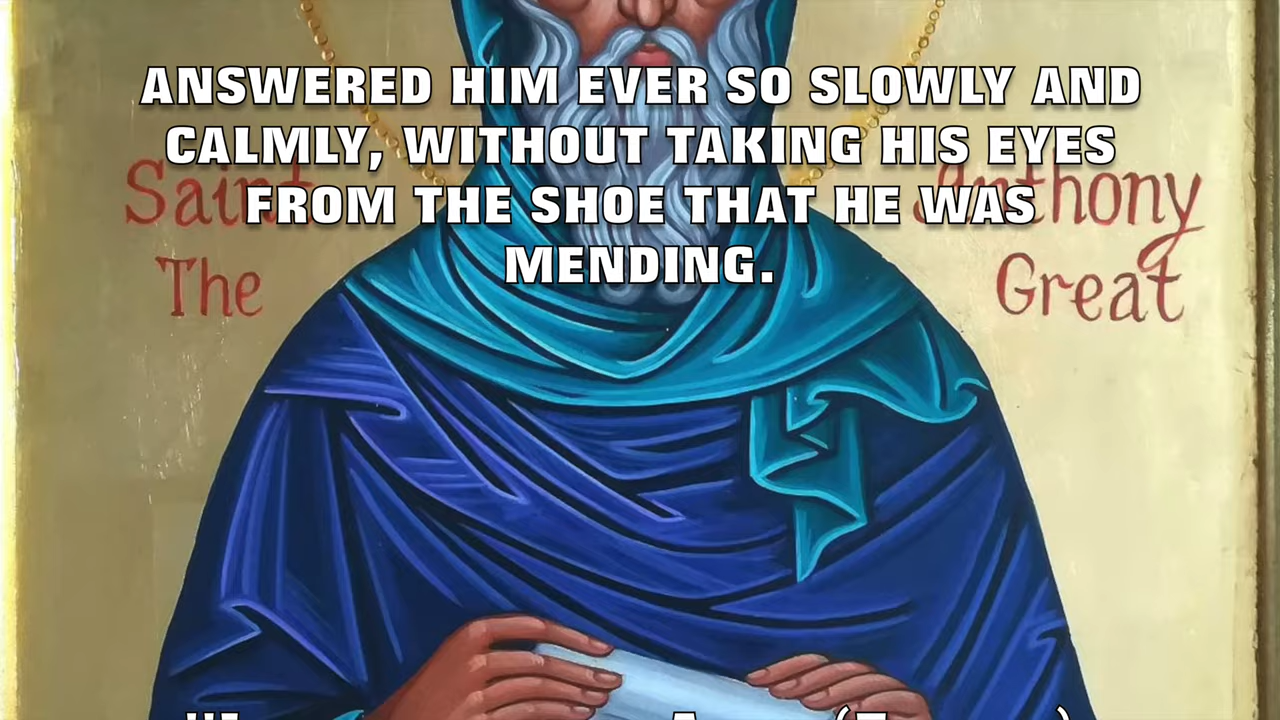 ANSWERED HIM EVER SO SLOWLY AND
CALMLY, WITHOUT TAKING HIS EYES
FROM THE SHOE THAT HE WAS
MENDING.
Saint Anthony
The Great